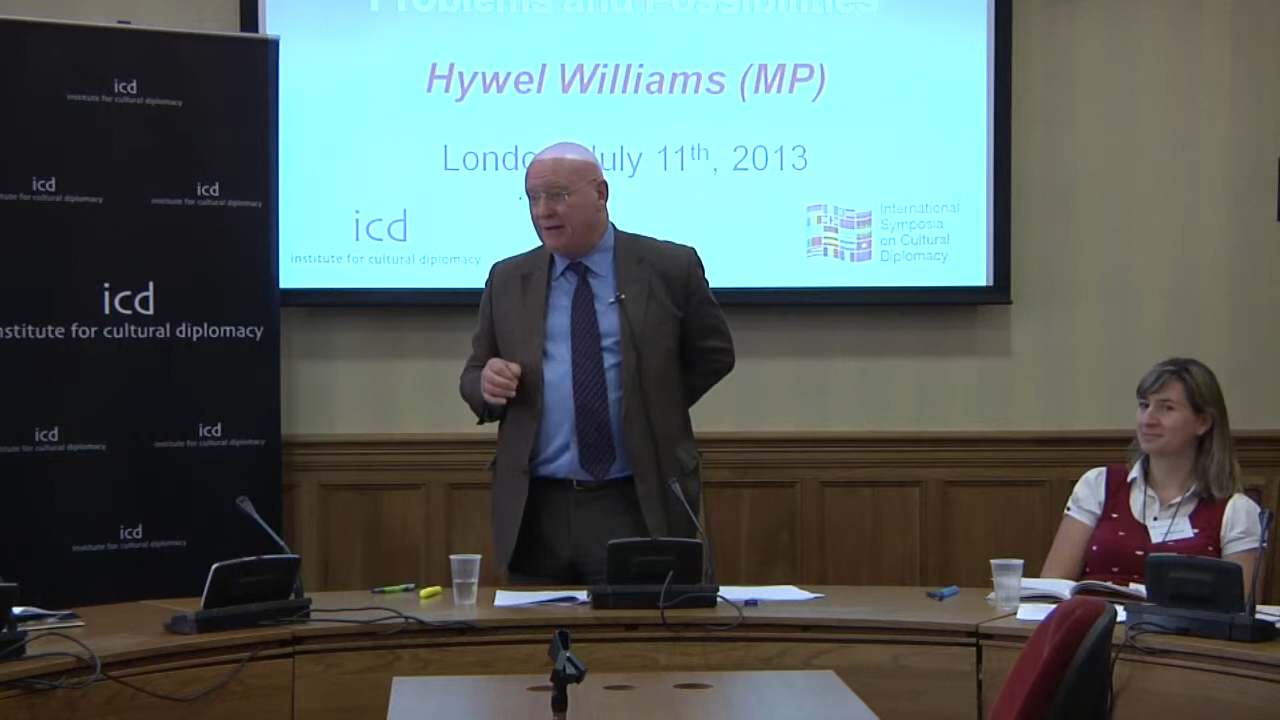 Problems and Possibilities
Hywel Williams (MP)
London, July 11th, 2013
icd
institute for cultural diplomacy
International
Symposia
on Cultural
Diplomacy
icd
institute for cultural diplomacy
icd
institute for cultural diplomacy
icd
institute for cultural diplomacy
icd
institute for cultural diplomacy
icd
institute for cultural diplomacy
icd
institute for cultural diplomacy
icd
institute for cultural diplomacy